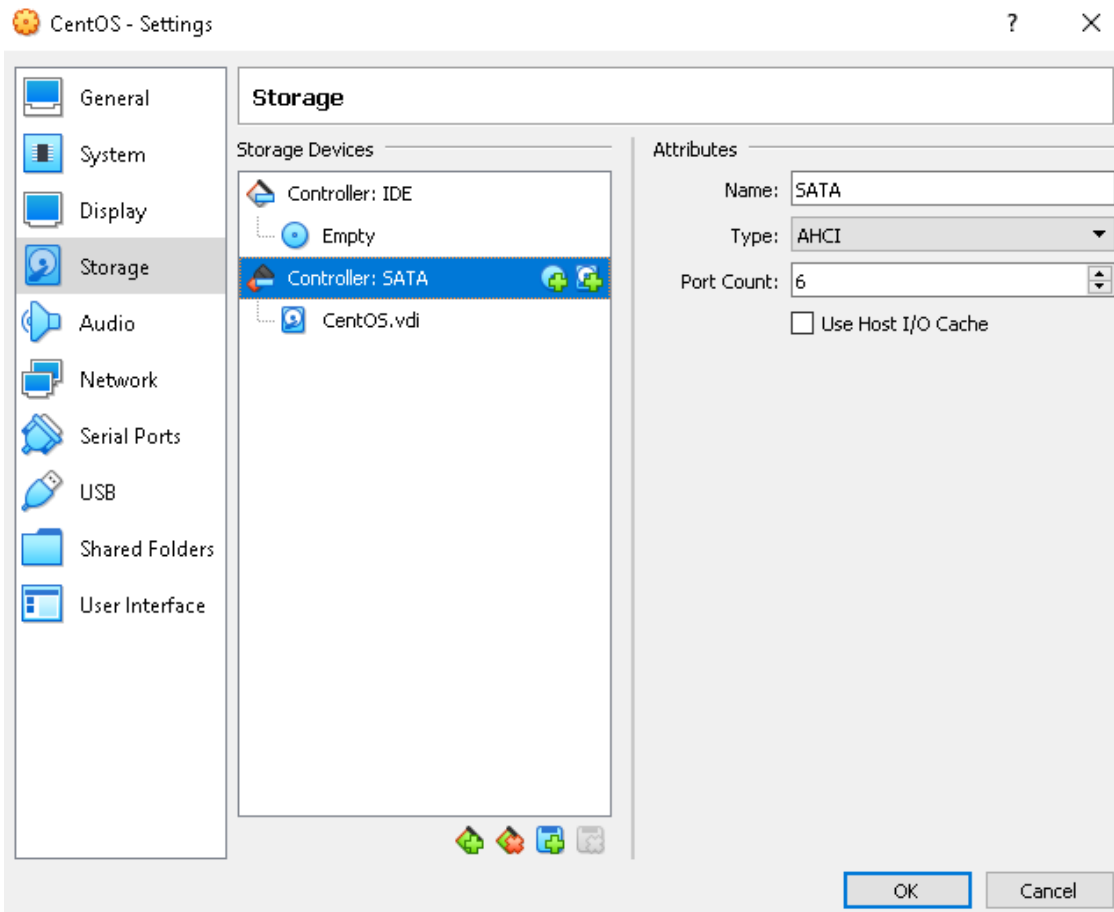 CentOS - Settings
?
General
System
Display
Storage
Audio
Network
Serial Ports
USB
Shared Folders
User Interface
Storage
Storage Devices
Controller: IDE
Empty
Controller: SATA
CentOS.vdi
Attributes
Name: SATA
Type: AHCI
Port Count: 6
Use Host I/O Cache
OK Cancel